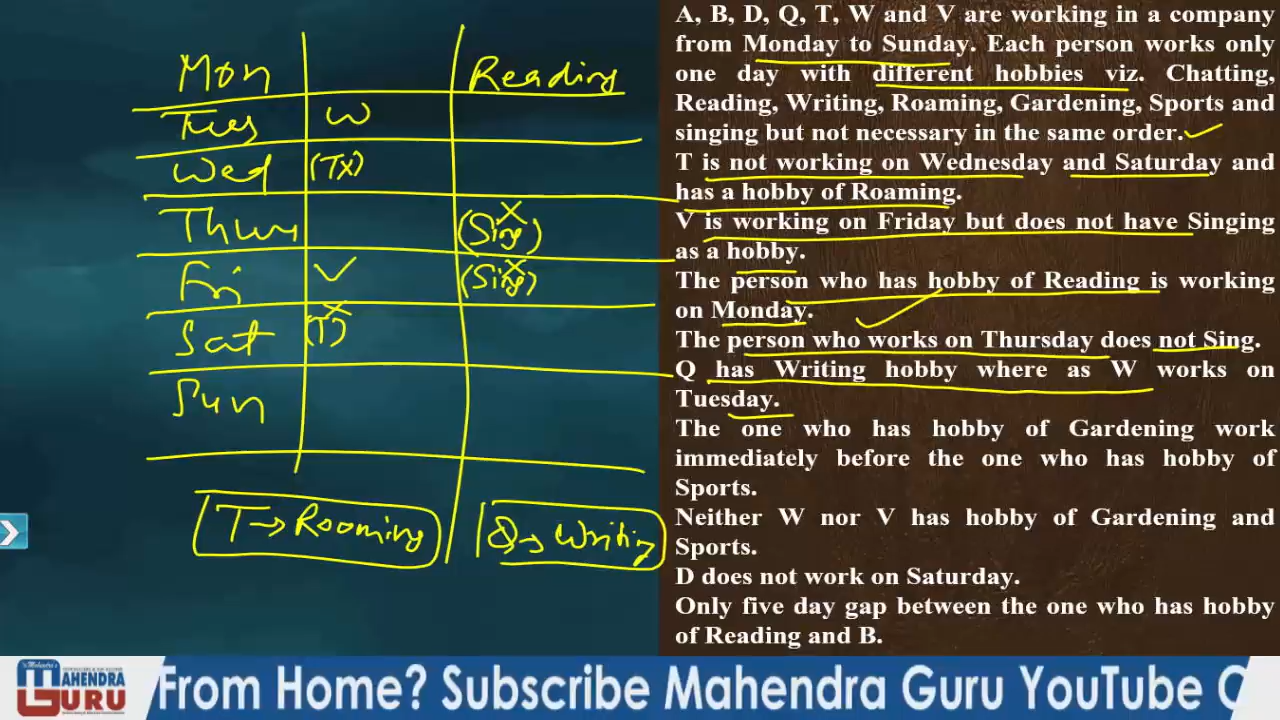 Mon Reading
Tues W
Wed (TX)
Thurs (Sing) X
Fri V (Sing) X
Sat (T) X
Sun
T→Rooming Q→Writing
A, B, D, Q, T, W and V are working in a company
from Monday to Sunday. Each person works only
one day with different hobbies viz. Chatting,
Reading, Writing, Roaming, Gardening, Sports and
singing but not necessary in the same order.
T is not working on Wednesday and Saturday and
has a hobby of Roaming.
V is working on Friday but does not have Singing
as a hobby.
The person who has hobby of Reading is working
on Monday.
The person who works on Thursday does not Sing.
Q has Writing hobby where as W works on
Tuesday.
The one who has hobby of Gardening work
immediately before the one who has hobby of
Sports.
Neither W nor V has hobby of Gardening and
Sports.
D does not work on Saturday.
Only five day gap between the one who has hobby
of Reading and B.
MAHENDRA
GURU
From Home? Subscribe Mahendra Guru YouTube C